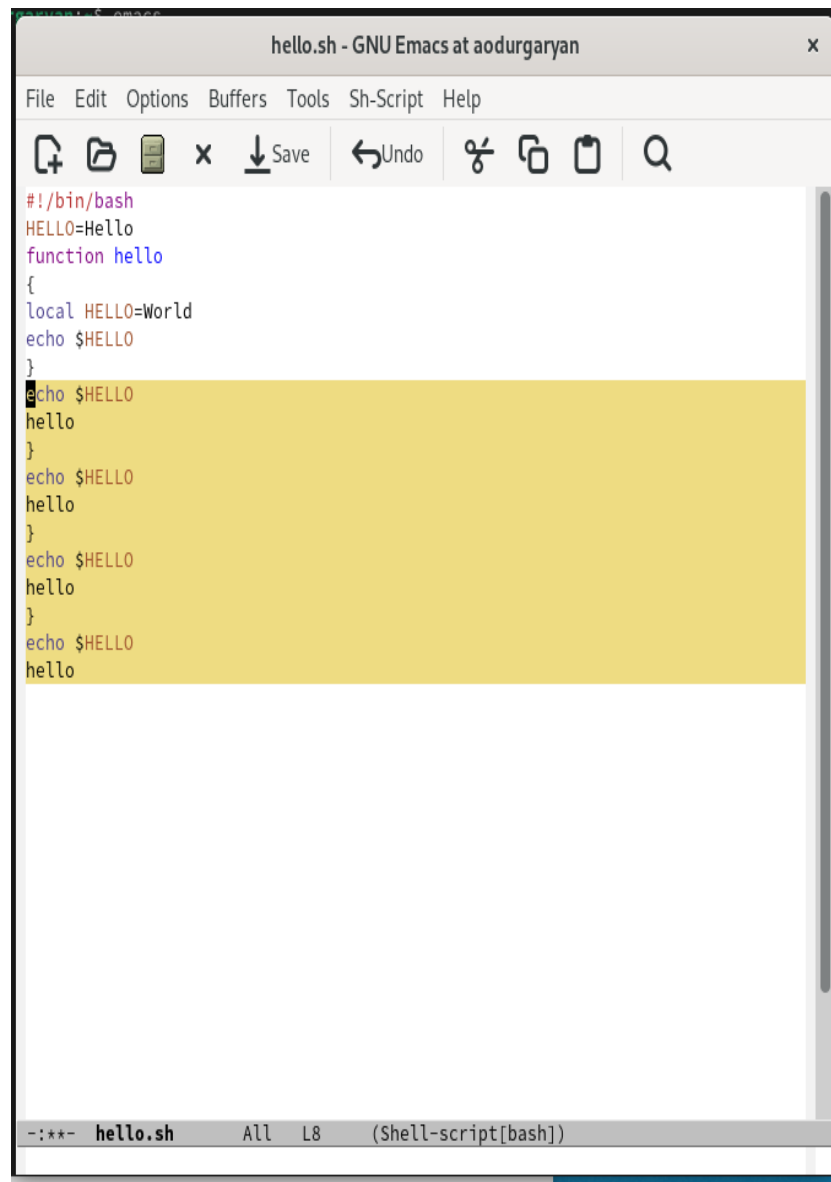 garyan:~$ emacs
hello.sh - GNU Emacs at aodurgaryan
File Edit Options Buffers Tools Sh-Script Help
Save Undo
#!/bin/bash
HELLO=Hello
function hello
{
local HELLO=World
echo $HELLO
}
echo $HELLO
hello
}
echo $HELLO
hello
}
echo $HELLO
hello
}
echo $HELLO
hello
-:**- hello.sh All L8 (Shell-script[bash])